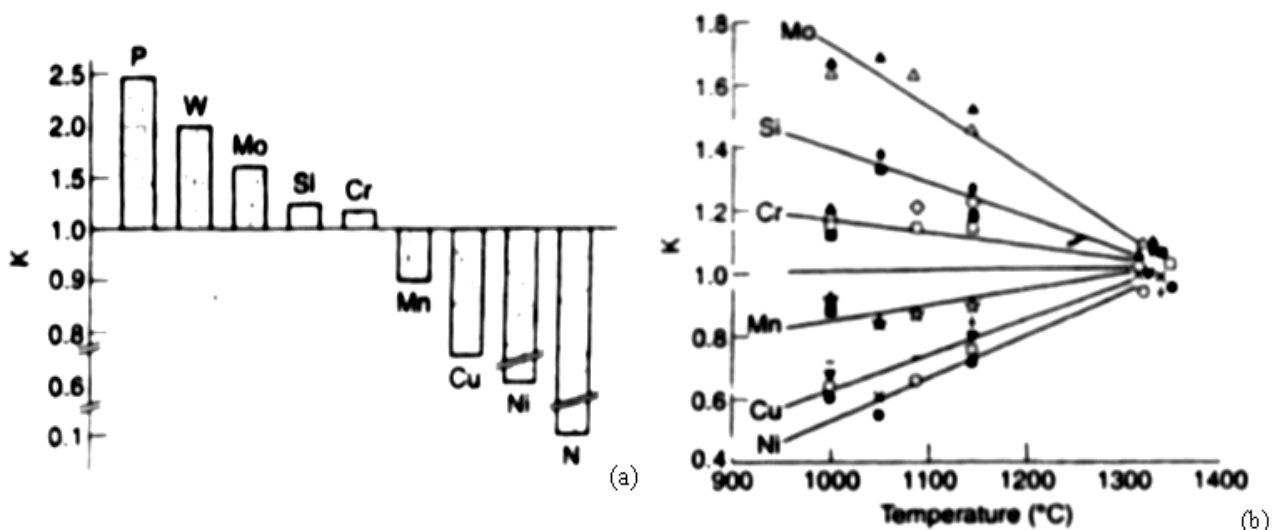 P
2.5
W
2.0
Mo
1.5
Si
Cr
1.0
K
0.9
Mn
0.8
Cu
0.6
Ni
0.1
N
(a)
1.8
Mo
1.6
Si
1.4
1.2
Cr
K
1.0
Mn
0.8
0.6
Cu
Ni
0.4
900 1000 1100 1200 1300 1400
Temperature (°C)
(b)